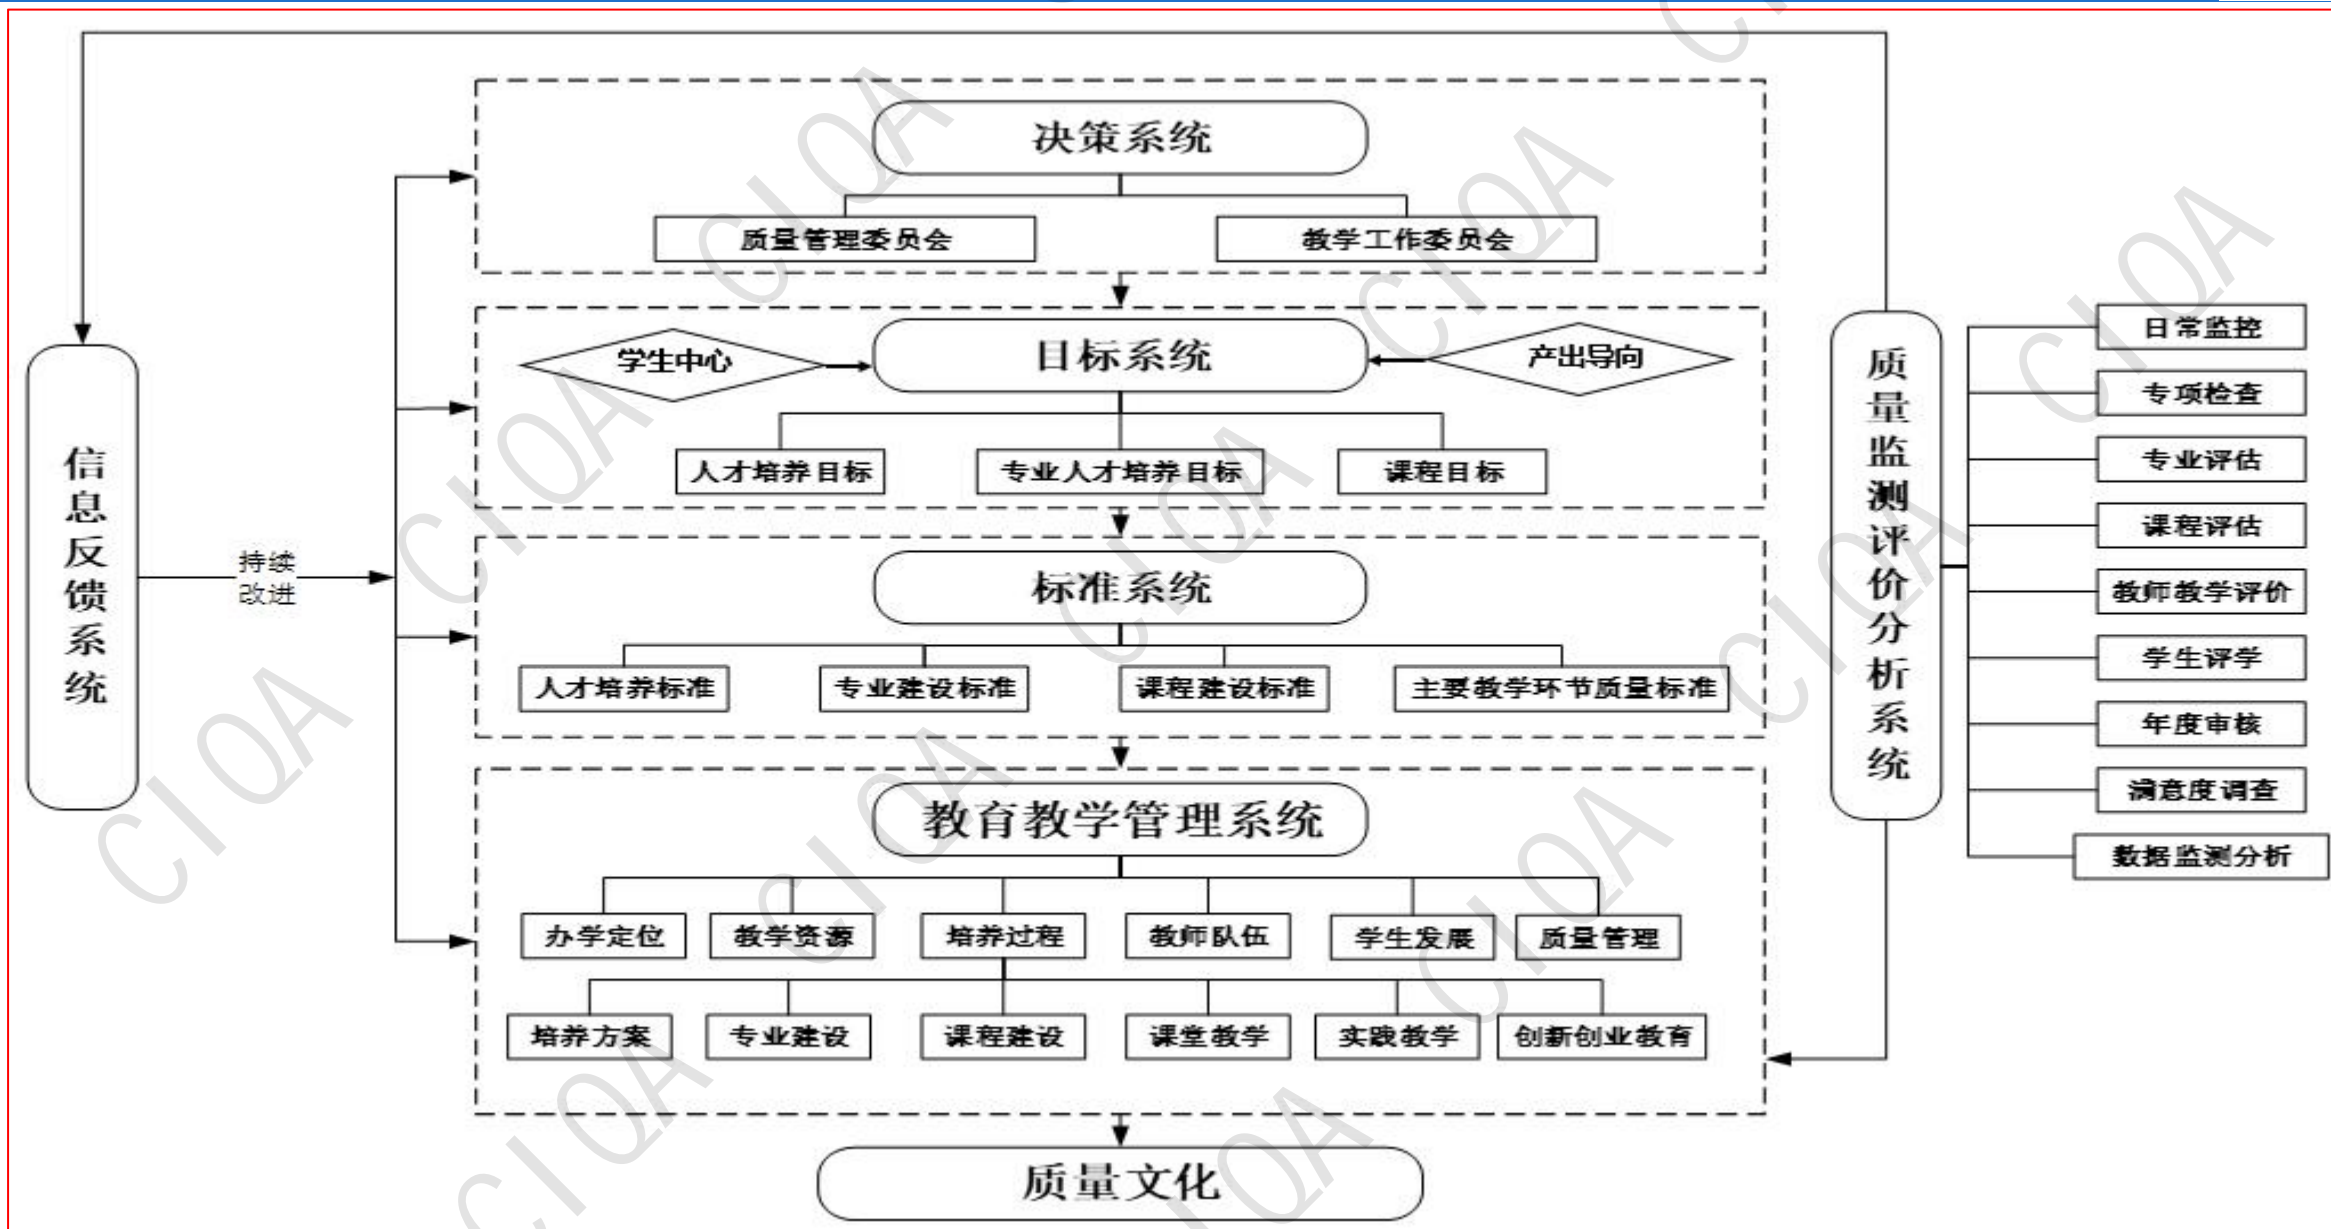 决策系统
质量管理委员会
教学工作委员会
学生中心
目标系统
产出导向
人才培养目标
专业人才培养目标
课程目标
信息反馈系统
持续
改进
标准系统
人才培养标准
专业建设标准
课程建设标准
主要教学环节质量标准
教育教学管理系统
办学定位
教学资源
培养过程
教师队伍
学生发展
质量管理
培养方案
专业建设
课程建设
课堂教学
实践教学
创新创业教育
质量文化
质量监测评价分析系统
日常监控
专项检查
专业评估
课程评估
教师教学评价
学生评学
年度审核
满意度调查
数据监测分析
CIQA
CIQA
CIQA
CIQA
CIQA
CIQA
CIQA
CIQA
CIQA
CIQA
CIQA